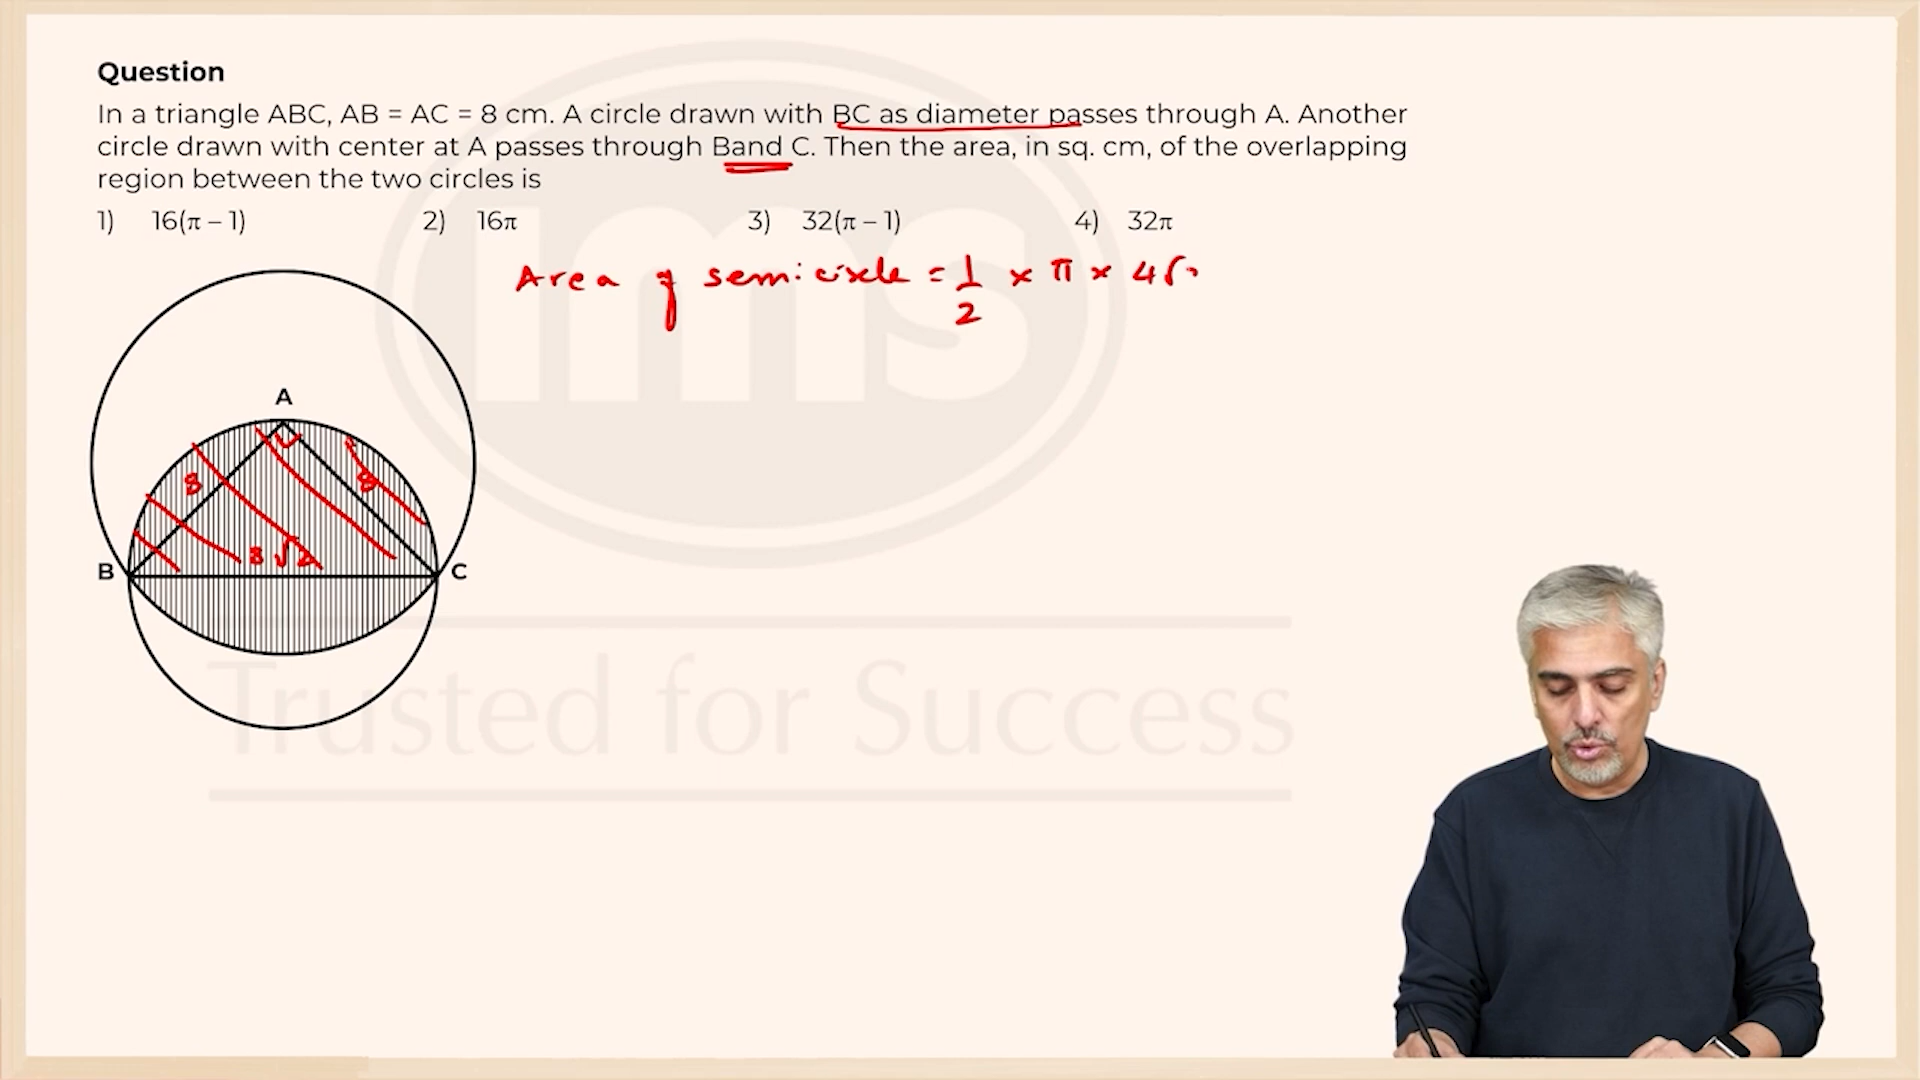 Question
In a triangle ABC, AB = AC = 8 cm. A circle drawn with BC as diameter passes through A. Another
circle drawn with center at A passes through Band C. Then the area, in sq. cm, of the overlapping
region between the two circles is
1) 16(π – 1) 2) 16π 3) 32(π – 1) 4) 32π
Area of semicircle = 1/2 × π × 4
A
8 8
8√2
B C
ims
Trusted for Success